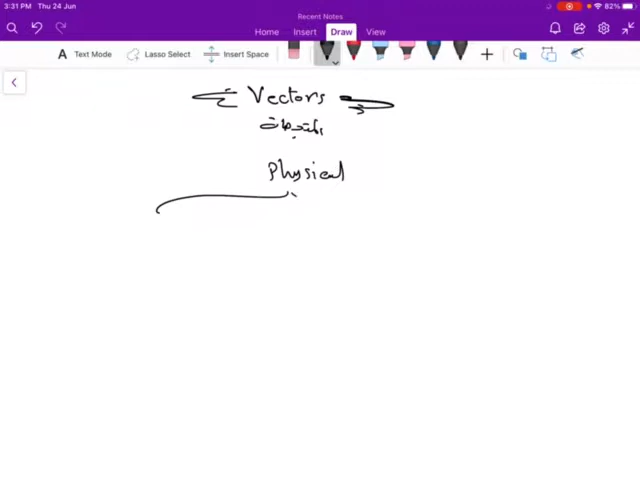 3:31 PM Thu 24 Jun
Recent Notes
82%
Home Insert Draw View
Text Mode Lasso Select Insert Space
Vectors
المتجهات
Physical